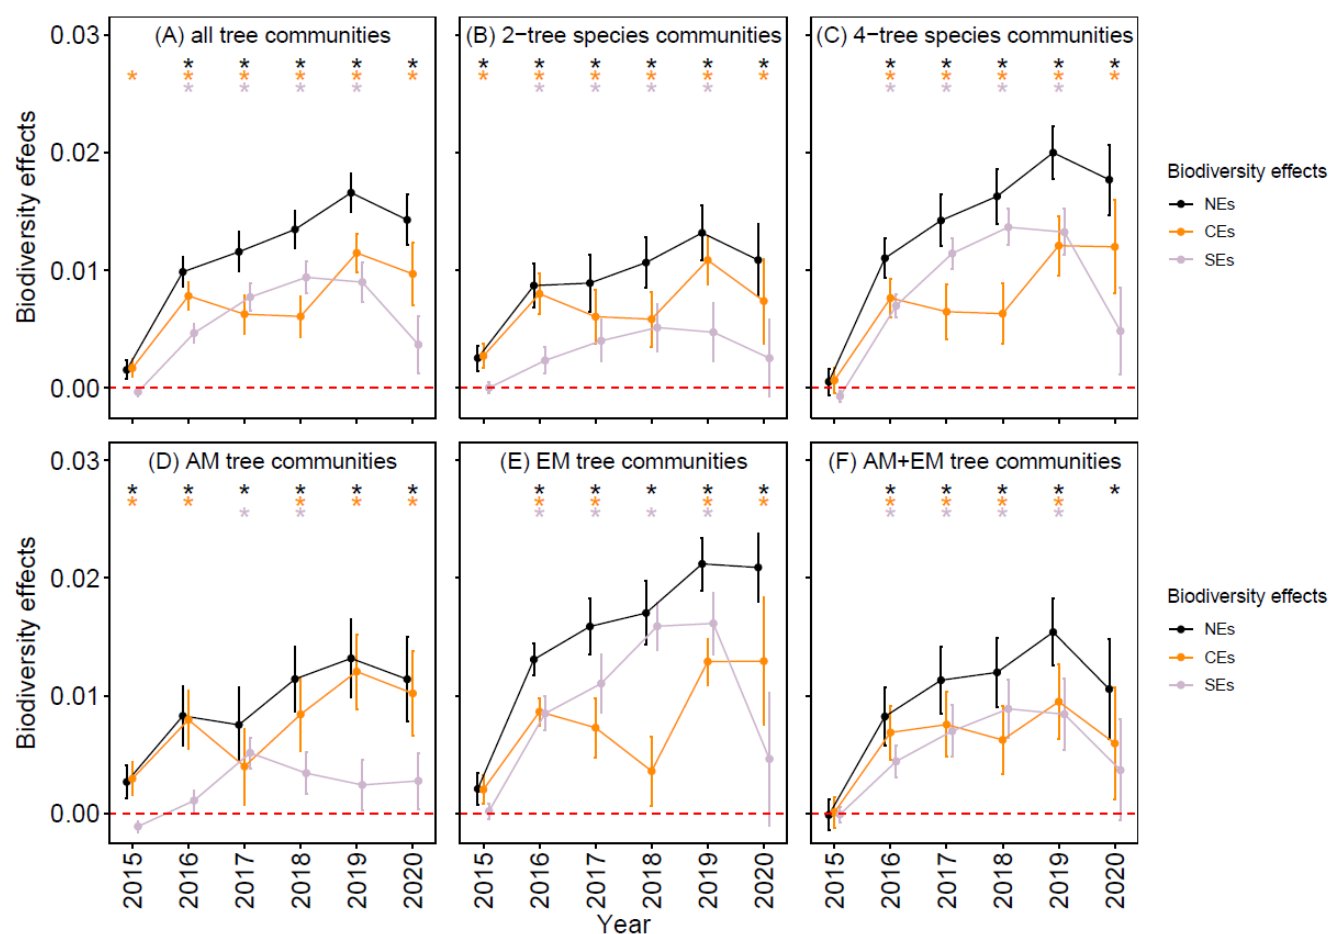 (A) all tree communities
(B) 2−tree species communities
(C) 4−tree species communities
0.03
0.02
0.01
0.00
Biodiversity effects
* * * * *
* * * * * *
* * * *
* * * * * *
* * * * * *
* * * *
* * * * *
* * * * *
* * * *
Biodiversity effects
NEs
CEs
SEs
(D) AM tree communities
(E) EM tree communities
(F) AM+EM tree communities
0.03
0.02
0.01
0.00
Biodiversity effects
* * * * * *
* * * * *
* *
* * * * *
* * * *
* * * *
* * * * *
* * * *
* * * *
Biodiversity effects
NEs
CEs
SEs
2015 2016 2017 2018 2019 2020
2015 2016 2017 2018 2019 2020
2015 2016 2017 2018 2019 2020
Year